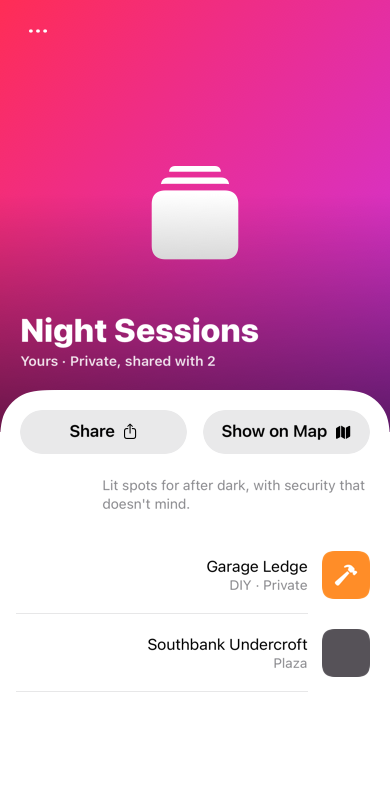 Night Sessions
Yours · Private, shared with 2
Share
Show on Map
Lit spots for after dark, with security that
doesn't mind.
Garage Ledge
DIY · Private
Southbank Undercroft
Plaza